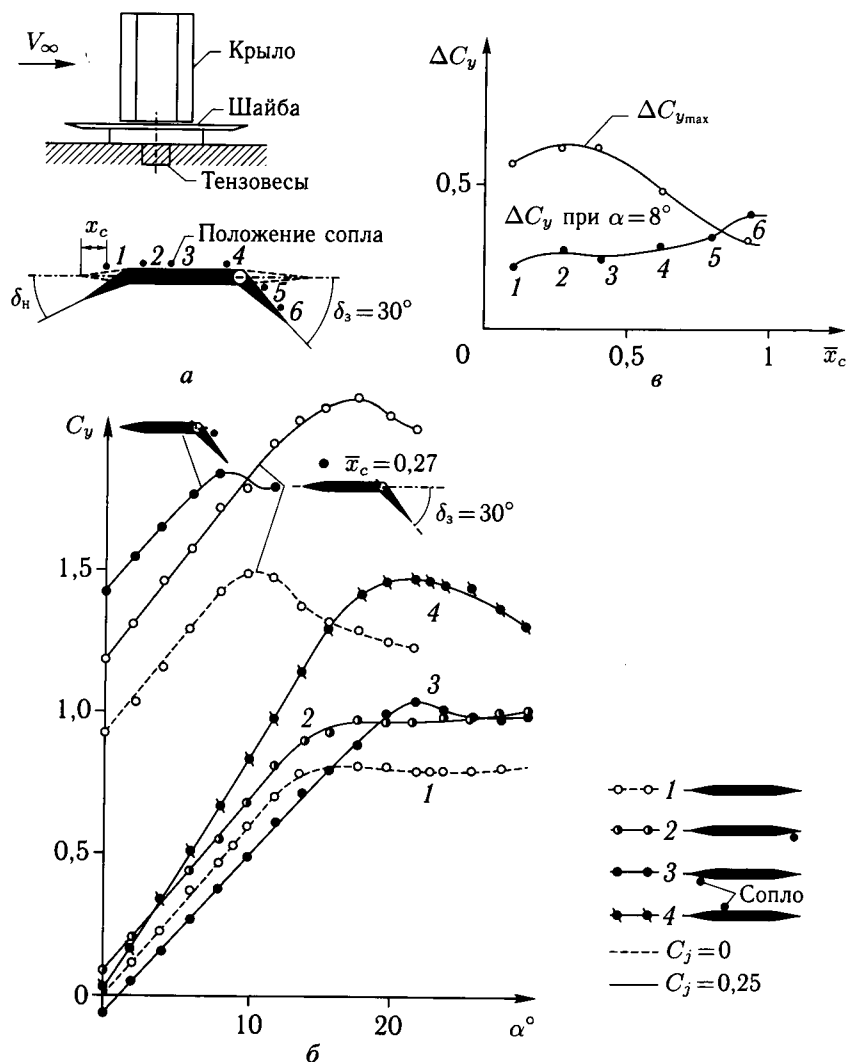 V∞
Крыло
Шайба
Тензовесы
x_c
1 2 3 Положение сопла 4
5
6
δ_н
δ_з = 30°
а
ΔC_y
ΔC_y max
0,5
ΔC_y при α = 8°
1 2 3 4 5 6
0 0,5 1 x̅_c
в
C_y
x̅_c = 0,27
δ_з = 30°
1,5
4
3
1,0
2
1
0,5
0
10 20 α°
б
1
2
3
Сопло
4
C_j = 0
C_j = 0,25